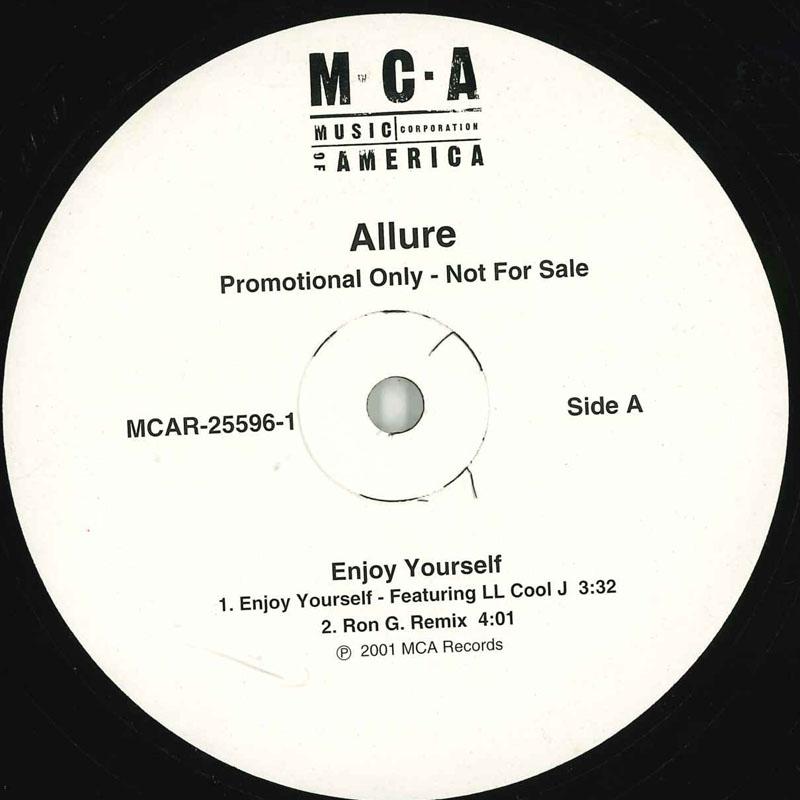 M·C·A
MUSIC CORPORATION
OF AMERICA
Allure
Promotional Only - Not For Sale
MCAR-25596-1
Side A
Enjoy Yourself
1. Enjoy Yourself - Featuring LL Cool J 3:32
2. Ron G. Remix 4:01
℗ 2001 MCA Records